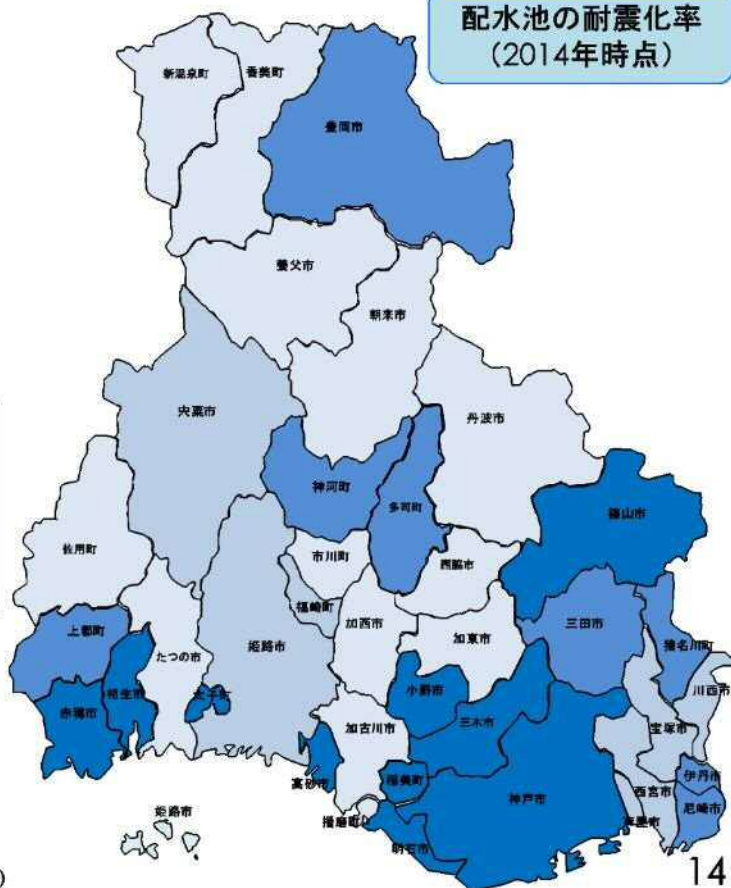 配水池の耐震化率
(2014年時点)
新温泉町
香美町
豊岡市
養父市
朝来市
宍粟市
丹波市
神河町
多可町
篠山市
佐用町
市川町
西脇市
福崎町
加西市
加東市
三田市
猪名川町
上郡町
たつの市
姫路市
川西市
相生市
太子町
小野市
赤穂市
三木市
宝塚市
加古川市
伊丹市
高砂市
稲美町
神戸市
西宮市
尼崎市
姫路市
播磨町
芦屋市
明石市
)
14